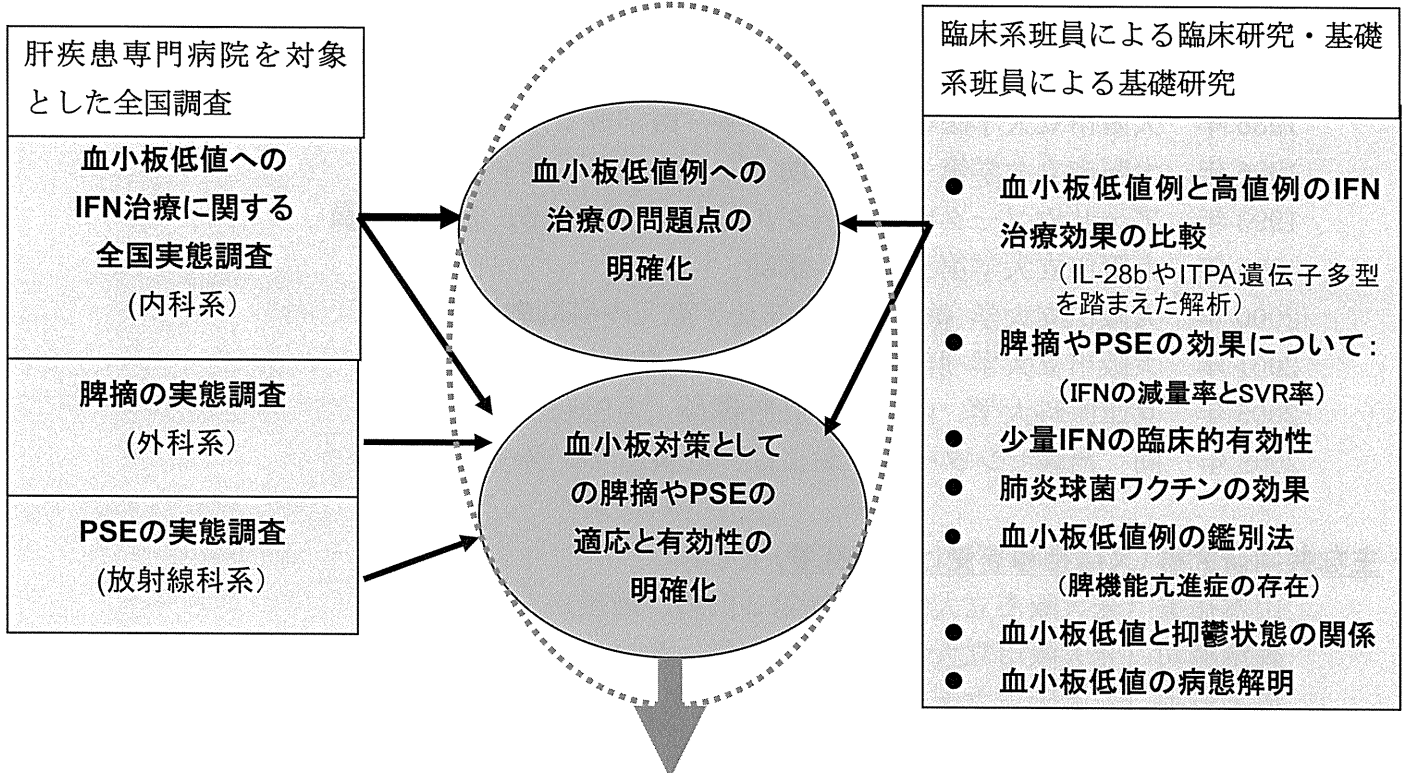 肝疾患専門病院を対象
とした全国調査
血小板低値への
IFN治療に関する
全国実態調査
(内科系)
脾摘の実態調査
(外科系)
PSEの実態調査
(放射線科系)
血小板低値例への
治療の問題点の
明確化
血小板対策として
の脾摘やPSEの
適応と有効性の
明確化
臨床系班員による臨床研究・基礎
系班員による基礎研究
● 血小板低値例と高値例のIFN
治療効果の比較
(IL-28bやITPA遺伝子多型
を踏まえた解析)
● 脾摘やPSEの効果について:
(IFNの減量率とSVR率)
● 少量IFNの臨床的有効性
● 肺炎球菌ワクチンの効果
● 血小板低値例の鑑別法
(脾機能亢進症の存在)
● 血小板低値と抑鬱状態の関係
● 血小板低値の病態解明